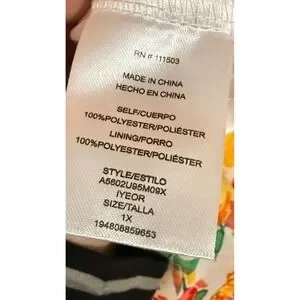 RN # 111503
MADE IN CHINA
HECHO EN CHINA
SELF/CUERPO
100%POLYESTER/POLIÉSTER
LINING/FORRO
100%POLYESTER/POLIÉSTER
STYLE/ESTILO
A5602U95M09X
IYEOR
SIZE/TALLA
1X
194808859653